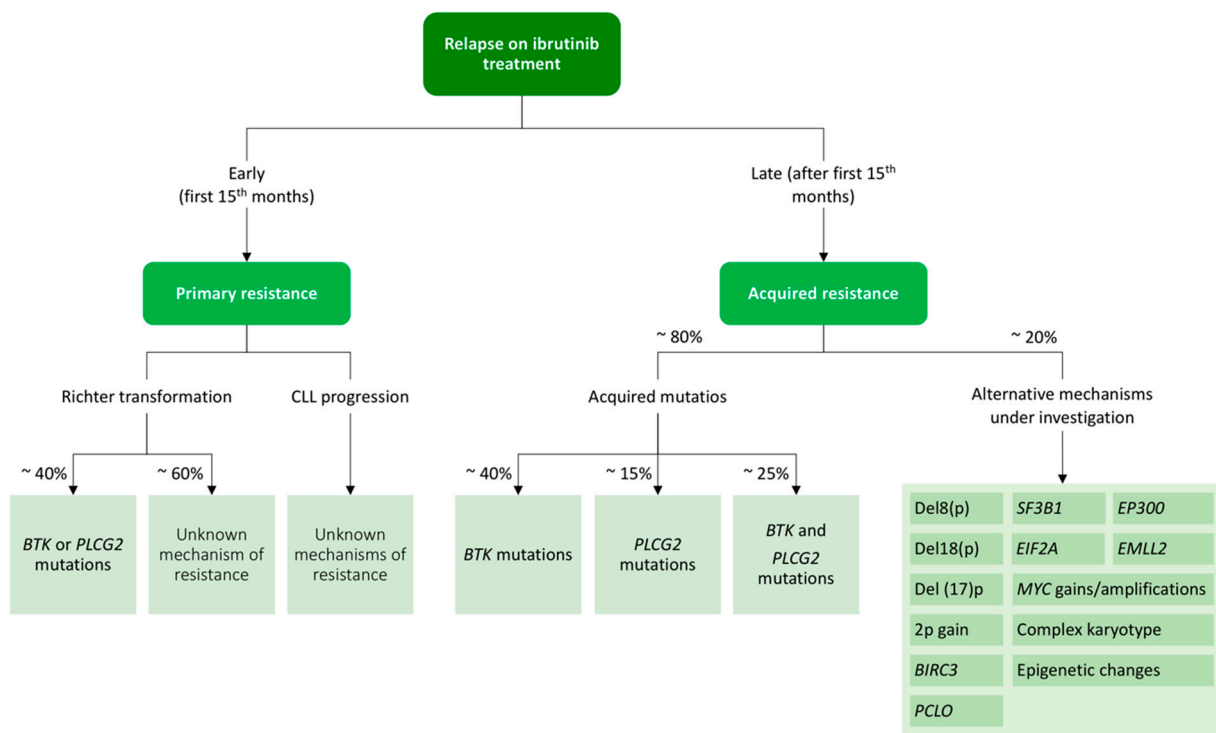 Relapse on ibrutinib
treatment
Early
(first 15th months)
Late (after first 15th
months)
Primary resistance
Acquired resistance
~ 80%
~ 20%
Richter transformation
CLL progression
Acquired mutatios
Alternative mechanisms
under investigation
~ 40%
~ 60%
~ 40%
~ 15%
~ 25%
BTK or PLCG2
mutations
Unknown
mechanism of
resistance
Unknown
mechanisms of
resistance
BTK mutations
PLCG2
mutations
BTK and
PLCG2
mutations
Del8(p)
SF3B1
EP300
Del18(p)
EIF2A
EMLL2
Del (17)p
MYC gains/amplifications
2p gain
Complex karyotype
BIRC3
Epigenetic changes
PCLO